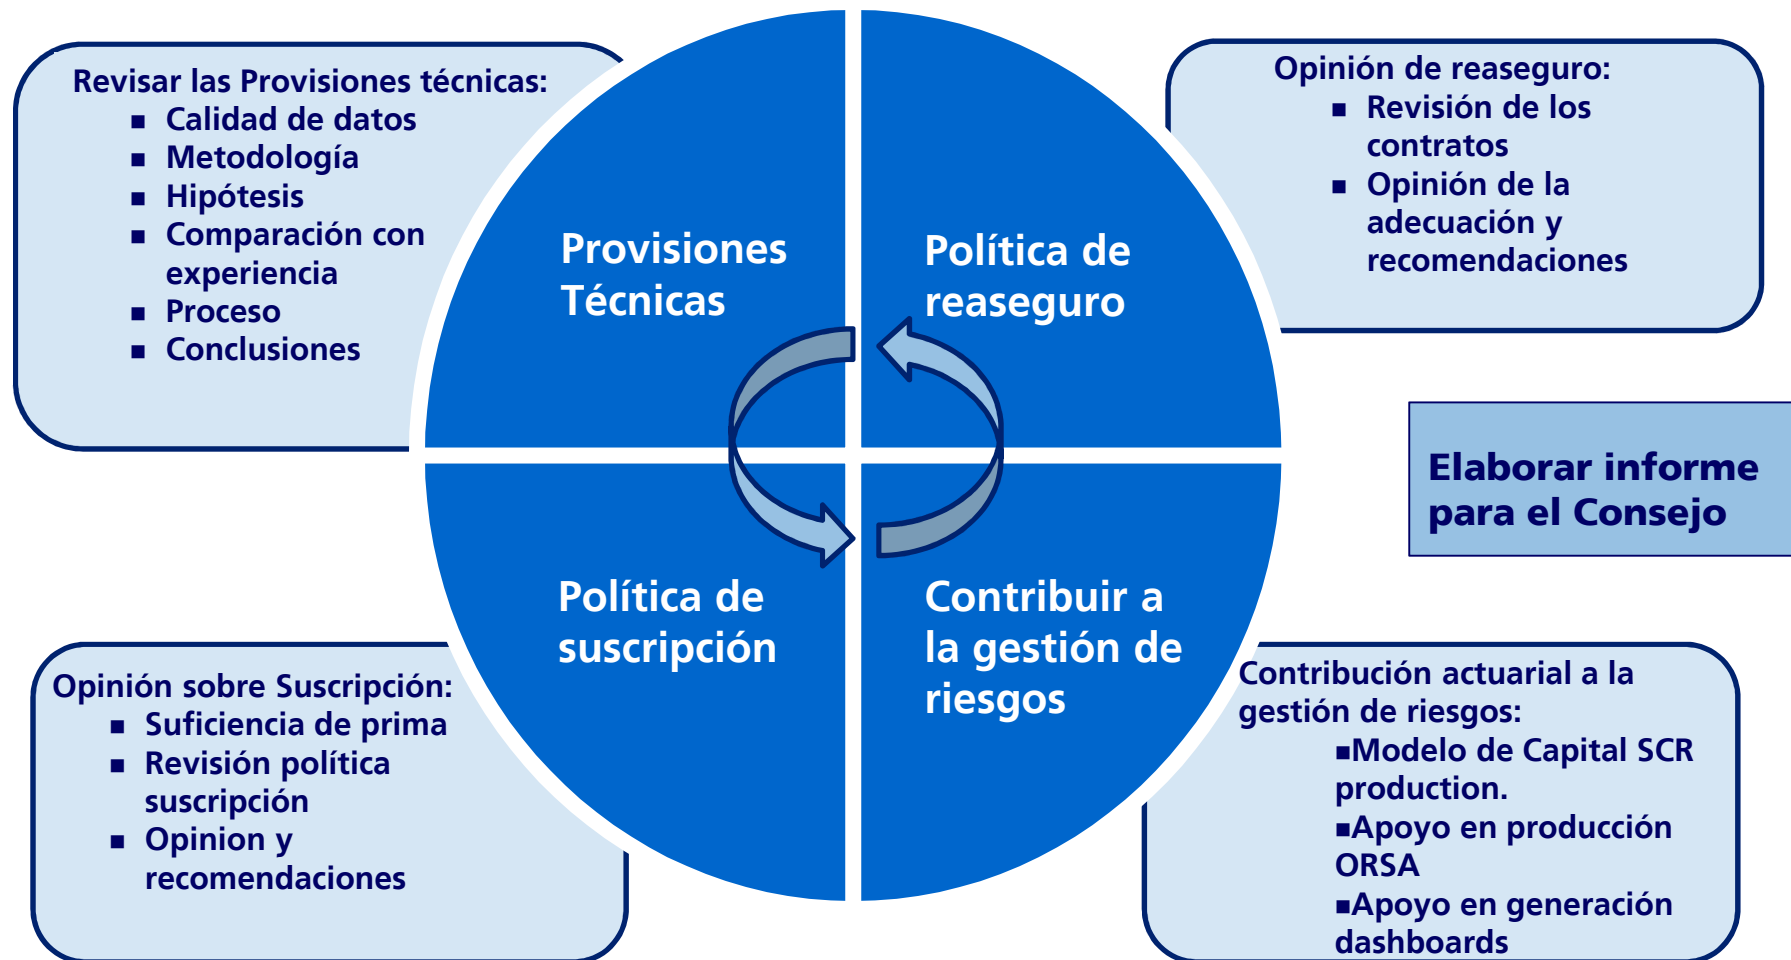 Revisar las Provisiones técnicas:
■ Calidad de datos
■ Metodología
■ Hipótesis
■ Comparación con
experiencia
■ Proceso
■ Conclusiones
Provisiones
Técnicas
Política de
reaseguro
Opinión de reaseguro:
■ Revisión de los
contratos
■ Opinión de la
adecuación y
recomendaciones
Elaborar informe
para el Consejo
Opinión sobre Suscripción:
■ Suficiencia de prima
■ Revisión política
suscripción
■ Opinion y
recomendaciones
Política de
suscripción
Contribuir a
la gestión de
riesgos
Contribución actuarial a la
gestión de riesgos:
■Modelo de Capital SCR
production.
■Apoyo en producción
ORSA
■Apoyo en generación
dashboards